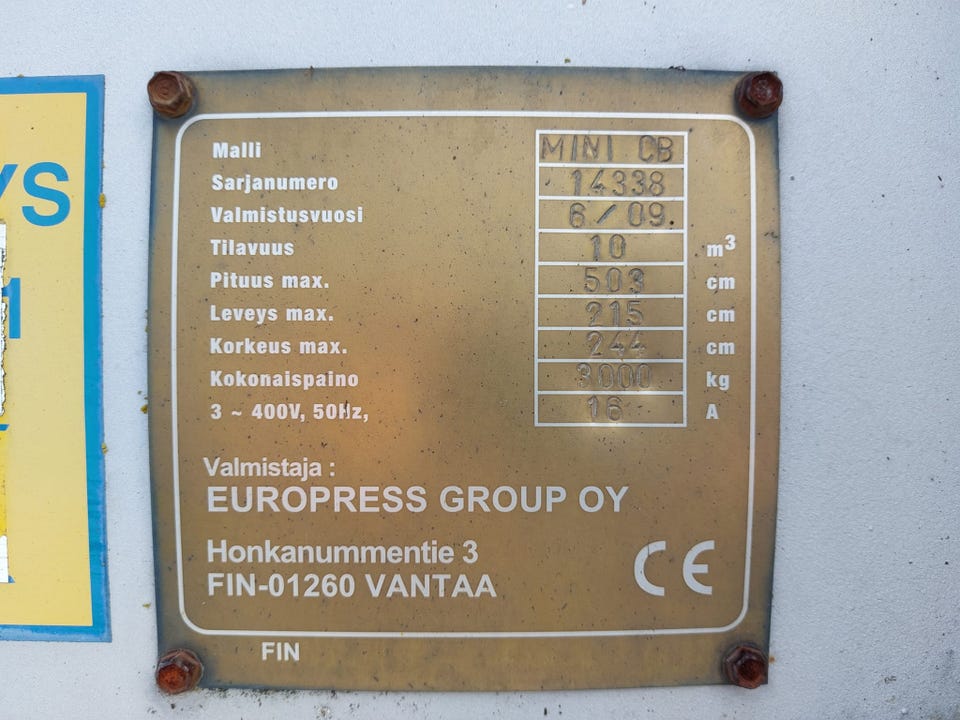 YS
1
Malli MINI CB
Sarjanumero 14338
Valmistusvuosi 6/09.
Tilavuus 10 m³
Pituus max. 503 cm
Leveys max. 215 cm
Korkeus max. 244 cm
Kokonaispaino 3000 kg
3 ~ 400V, 50Hz, 16 A
Valmistaja :
EUROPRESS GROUP OY
Honkanummentie 3
FIN-01260 VANTAA
CE
FIN